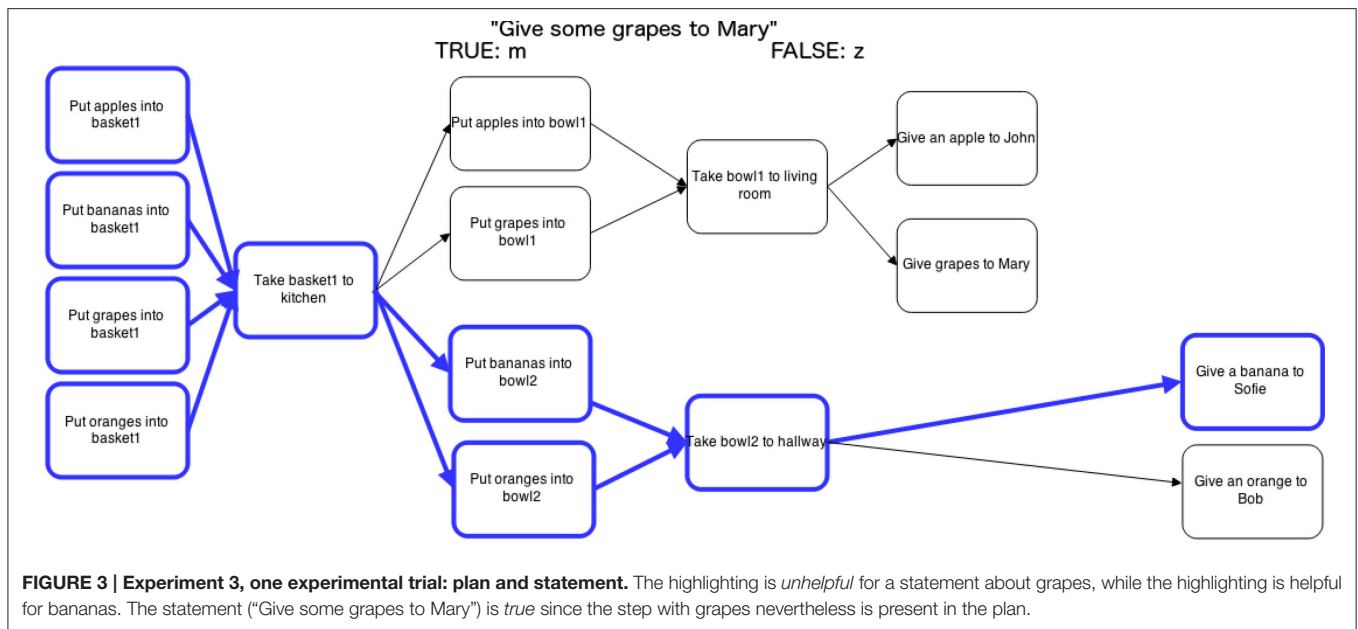 "Give some grapes to Mary"
TRUE: m
FALSE: z
Put apples into
basket1
Put bananas into
basket1
Put grapes into
basket1
Put oranges into
basket1
Take basket1 to
kitchen
Put apples into bowl1
Put grapes into
bowl1
Put bananas into
bowl2
Put oranges into
bowl2
Take bowl1 to living
room
Take bowl2 to hallway
Give an apple to John
Give grapes to Mary
Give a banana to
Sofie
Give an orange to
Bob
FIGURE 3 | Experiment 3, one experimental trial: plan and statement. The highlighting is unhelpful for a statement about grapes, while the highlighting is helpful
for bananas. The statement (“Give some grapes to Mary”) is true since the step with grapes nevertheless is present in the plan.